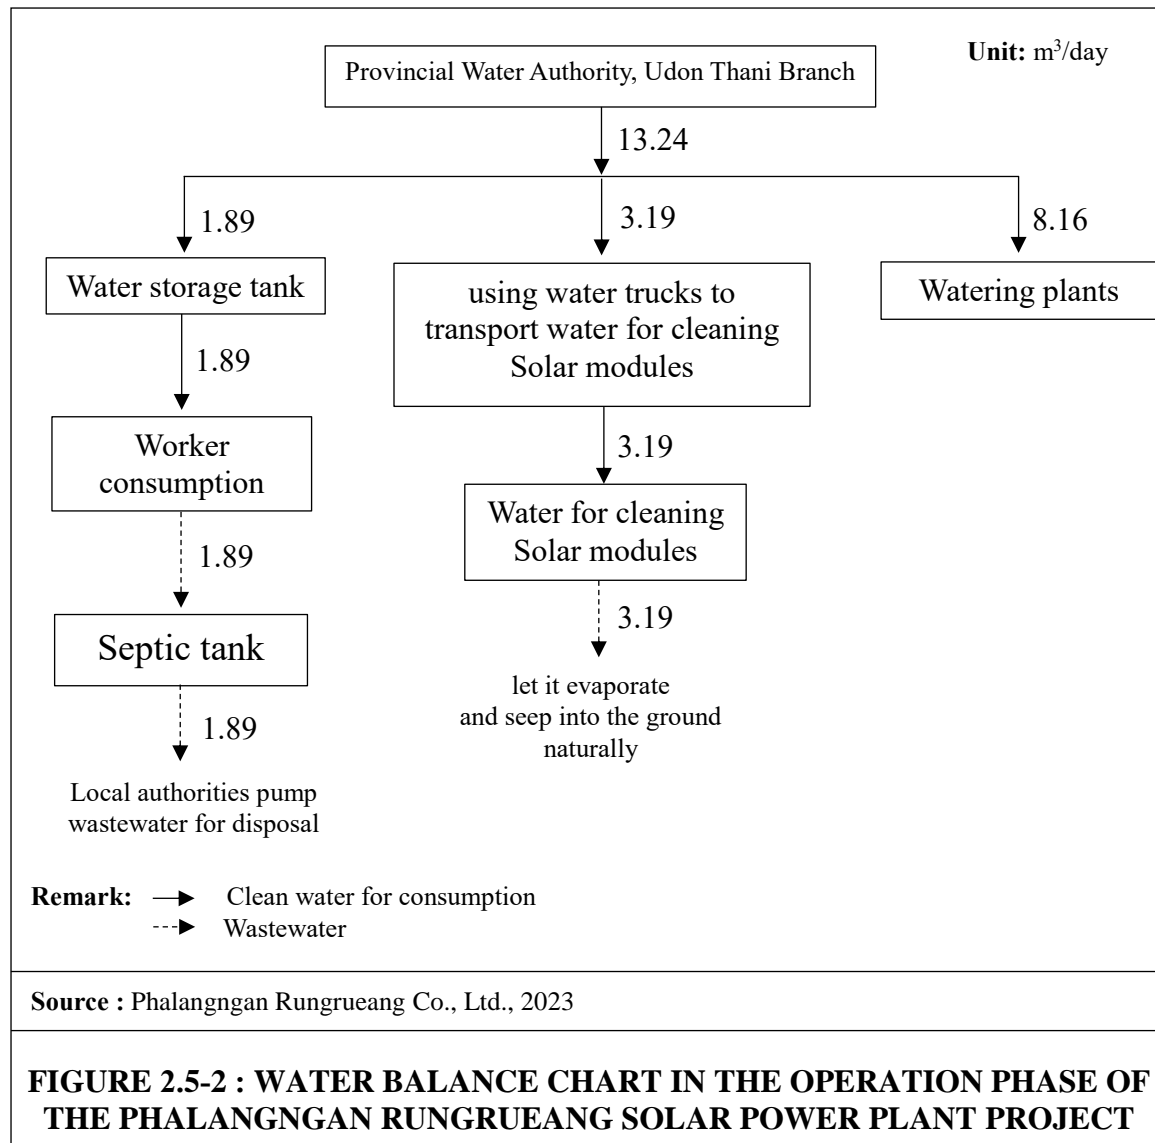 Provincial Water Authority, Udon Thani Branch
Unit: m³/day
13.24
1.89
3.19
8.16
Water storage tank
using water trucks to
transport water for cleaning
Solar modules
Watering plants
1.89
3.19
Worker
consumption
Water for cleaning
Solar modules
1.89
3.19
Septic tank
let it evaporate
and seep into the ground
naturally
1.89
Local authorities pump
wastewater for disposal
Remark: Clean water for consumption
Wastewater
Source : Phalangngan Rungrueang Co., Ltd., 2023
FIGURE 2.5-2 : WATER BALANCE CHART IN THE OPERATION PHASE OF
THE PHALANGNGAN RUNGRUEANG SOLAR POWER PLANT PROJECT